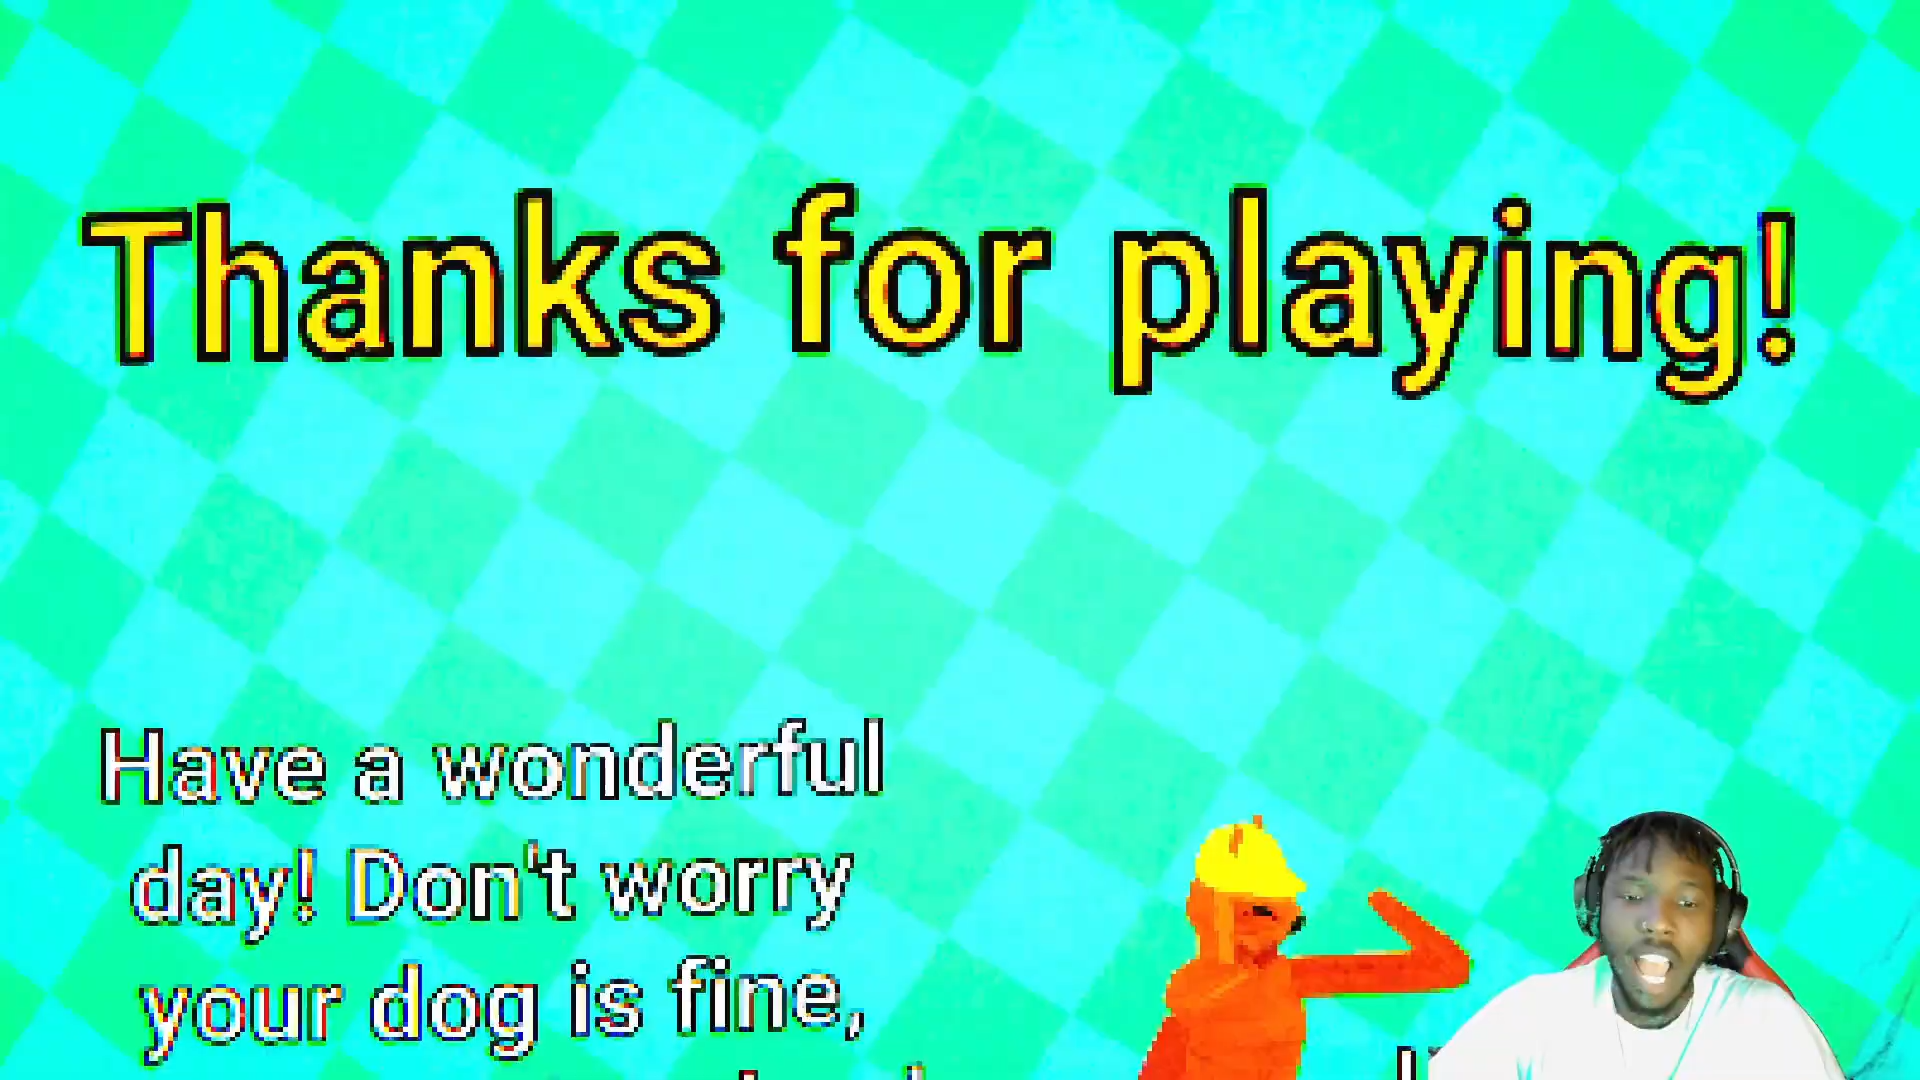 Thanks for playing!
Have a wonderful
day! Don't worry
your dog is fine,